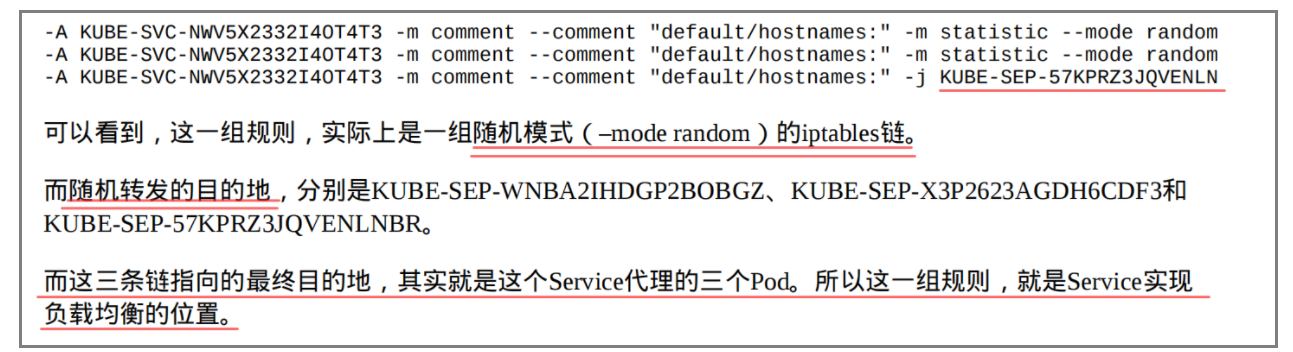 -A KUBE-SVC-NWV5X2332I4OT4T3 -m comment --comment "default/hostnames:" -m statistic --mode random
-A KUBE-SVC-NWV5X2332I4OT4T3 -m comment --comment "default/hostnames:" -m statistic --mode random
-A KUBE-SVC-NWV5X2332I4OT4T3 -m comment --comment "default/hostnames:" -j KUBE-SEP-57KPRZ3JQVENLN
可以看到，这一组规则，实际上是一组随机模式（–mode random）的iptables链。
而随机转发的目的地，分别是KUBE-SEP-WNBA2IHDGP2BOBGZ、KUBE-SEP-X3P2623AGDH6CDF3和
KUBE-SEP-57KPRZ3JQVENLNBR。
而这三条链指向的最终目的地，其实就是这个Service代理的三个Pod。所以这一组规则，就是Service实现
负载均衡的位置。